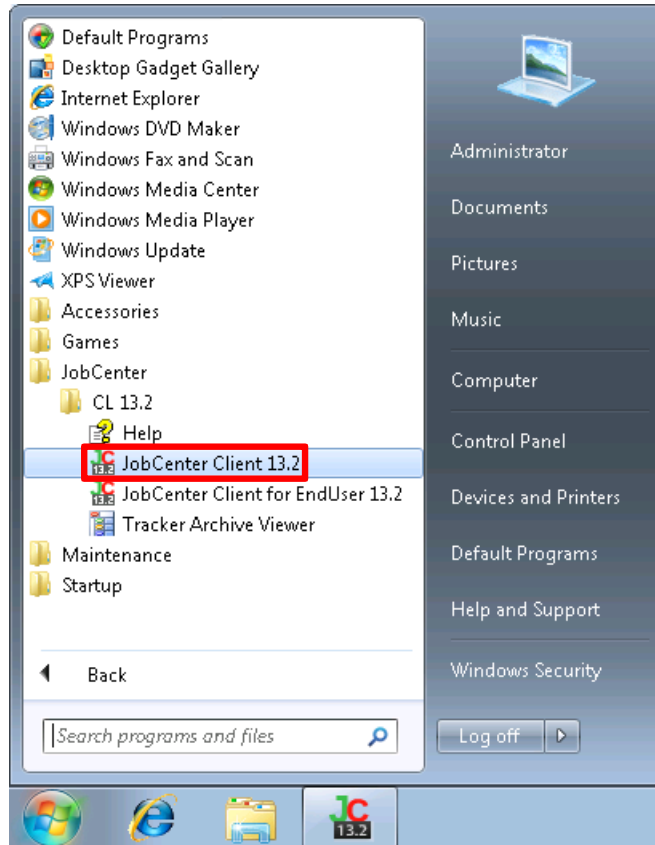 Default Programs
Desktop Gadget Gallery
Internet Explorer
Windows DVD Maker
Windows Fax and Scan
Windows Media Center
Windows Media Player
Windows Update
XPS Viewer
Accessories
Games
JobCenter
CL 13.2
Help
JobCenter Client 13.2
JobCenter Client for EndUser 13.2
Tracker Archive Viewer
Maintenance
Startup
Back
Search programs and files
Administrator
Documents
Pictures
Music
Computer
Control Panel
Devices and Printers
Default Programs
Help and Support
Windows Security
Log off
JC
13.2